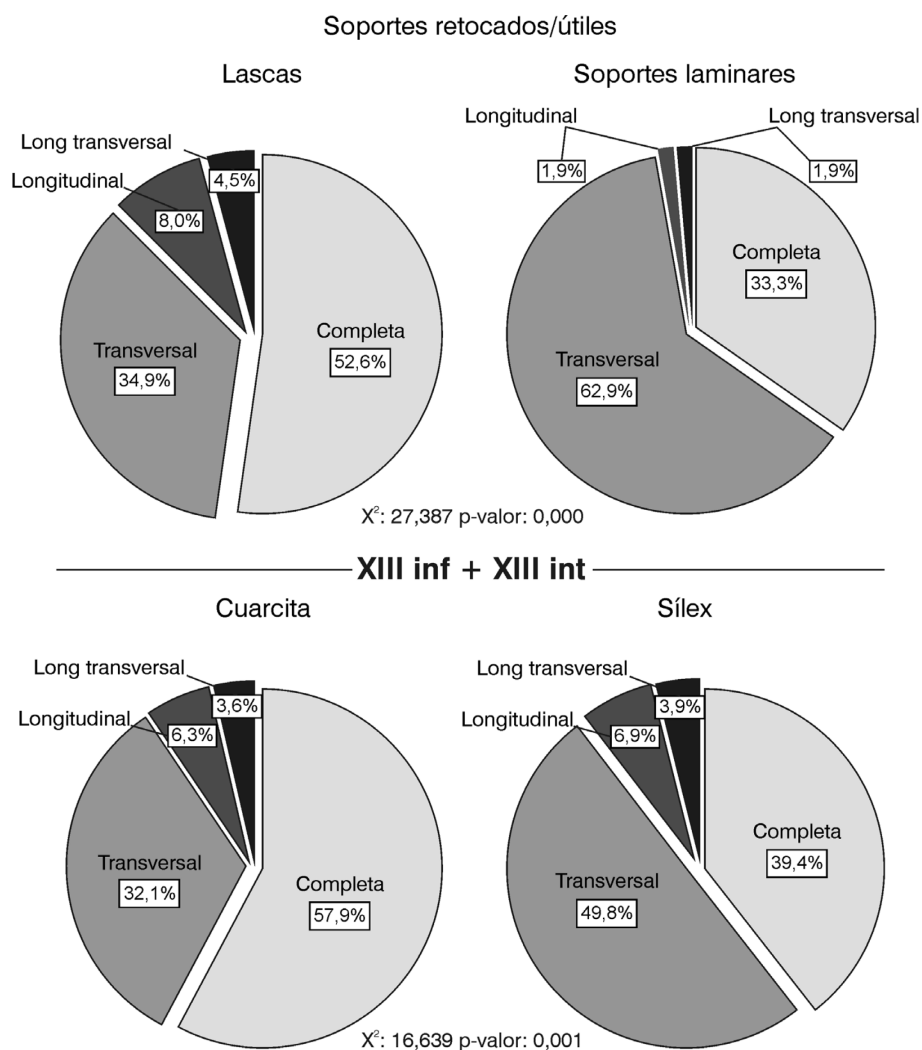 Soportes retocados/útiles
Lascas
Long transversal
4,5%
Longitudinal
8,0%
Transversal
34,9%
Completa
52,6%
Soportes laminares
Longitudinal
1,9%
Long transversal
1,9%
Completa
33,3%
Transversal
62,9%
X²: 27,387 p-valor: 0,000
XIII inf + XIII int
Cuarcita
Long transversal
3,6%
Longitudinal
6,3%
Transversal
32,1%
Completa
57,9%
Sílex
Long transversal
3,9%
Longitudinal
6,9%
Completa
39,4%
Transversal
49,8%
X²: 16,639 p-valor: 0,001